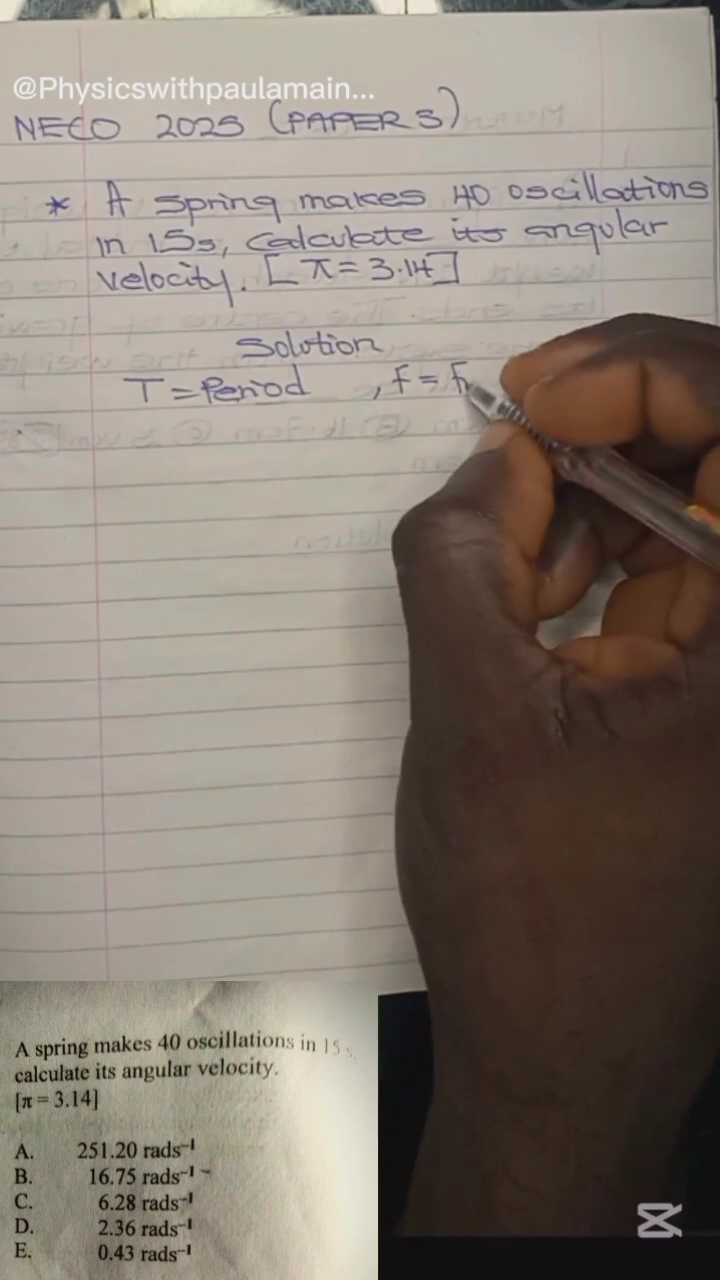 @Physicswithpaulamain...
NECO 2025 (PAPER 3)
* A spring makes 40 oscillations
in 15s, Calculate its angular
velocity. [π = 3.14]
Solution
T = Period , f = f
A spring makes 40 oscillations in 15 s,
calculate its angular velocity.
[π = 3.14]
A. 251.20 rads⁻¹
B. 16.75 rads⁻¹
C. 6.28 rads⁻¹
D. 2.36 rads⁻¹
E. 0.43 rads⁻¹